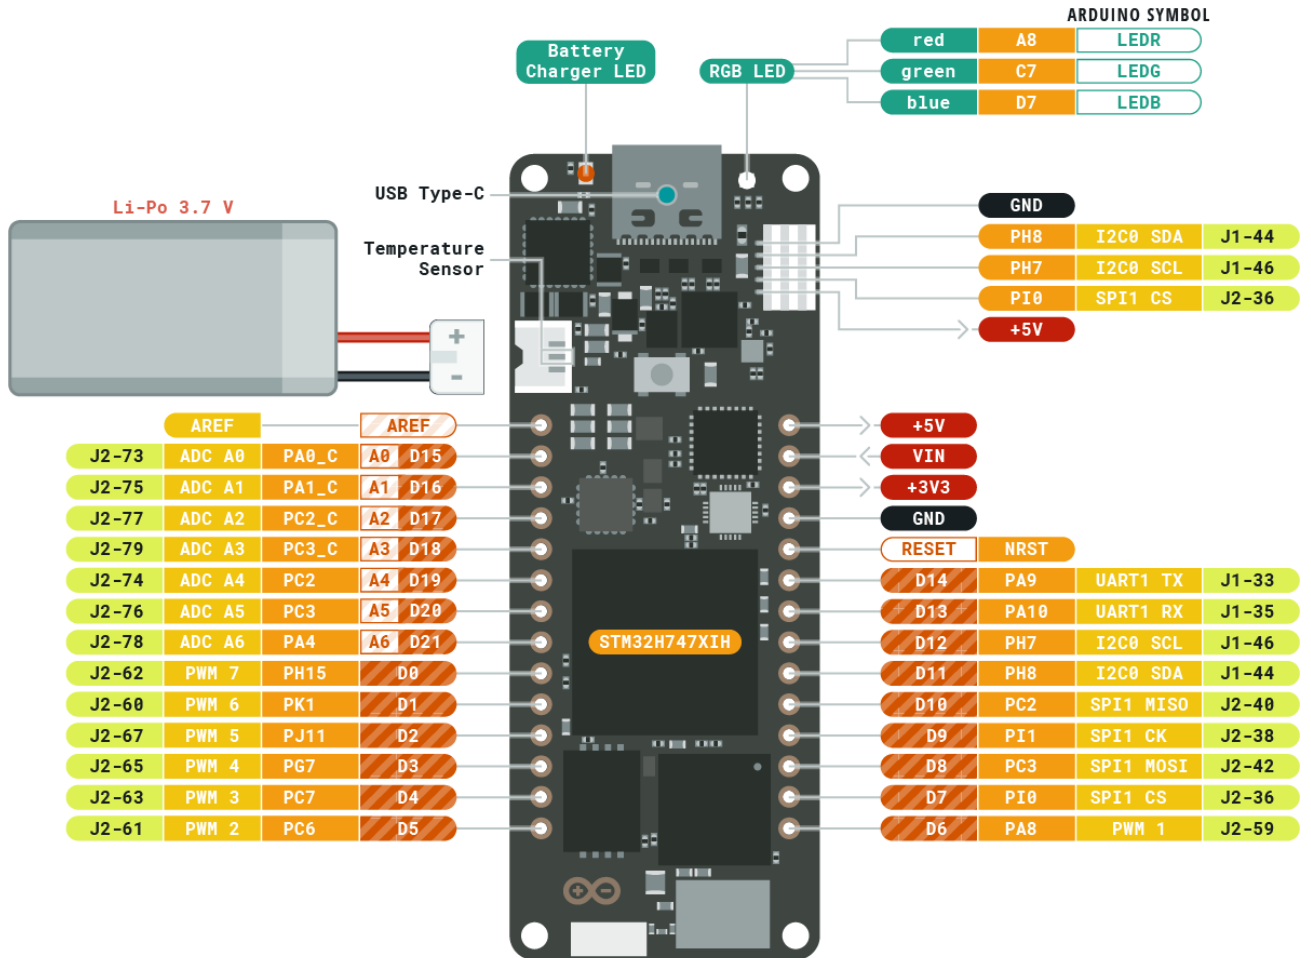 ARDUINO SYMBOL
Battery
Charger LED
RGB LED
red A8 LEDR
green C7 LEDG
blue D7 LEDB
USB Type-C
Li-Po 3.7 V
Temperature
Sensor
+
-
GND
PH8 I2C0 SDA J1-44
PH7 I2C0 SCL J1-46
PI0 SPI1 CS J2-36
+5V
AREF AREF
J2-73 ADC A0 PA0_C A0 D15
J2-75 ADC A1 PA1_C A1 D16
J2-77 ADC A2 PC2_C A2 D17
J2-79 ADC A3 PC3_C A3 D18
J2-74 ADC A4 PC2 A4 D19
J2-76 ADC A5 PC3 A5 D20
J2-78 ADC A6 PA4 A6 D21
J2-62 PWM 7 PH15 D0
J2-60 PWM 6 PK1 D1
J2-67 PWM 5 PJ11 D2
J2-65 PWM 4 PG7 D3
J2-63 PWM 3 PC7 D4
J2-61 PWM 2 PC6 D5
STM32H747XIH
+5V
VIN
+3V3
GND
RESET NRST
D14 PA9 UART1 TX J1-33
D13 PA10 UART1 RX J1-35
D12 PH7 I2C0 SCL J1-46
D11 PH8 I2C0 SDA J1-44
D10 PC2 SPI1 MISO J2-40
D9 PI1 SPI1 CK J2-38
D8 PC3 SPI1 MOSI J2-42
D7 PI0 SPI1 CS J2-36
D6 PA8 PWM 1 J2-59